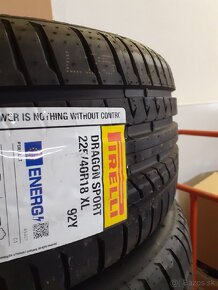 POWER IS NOTHING WITHOUT CONTROL
PIRELLI
DRAGON SPORT
225/40R18 XL
92Y
ENERG
bazos.sk